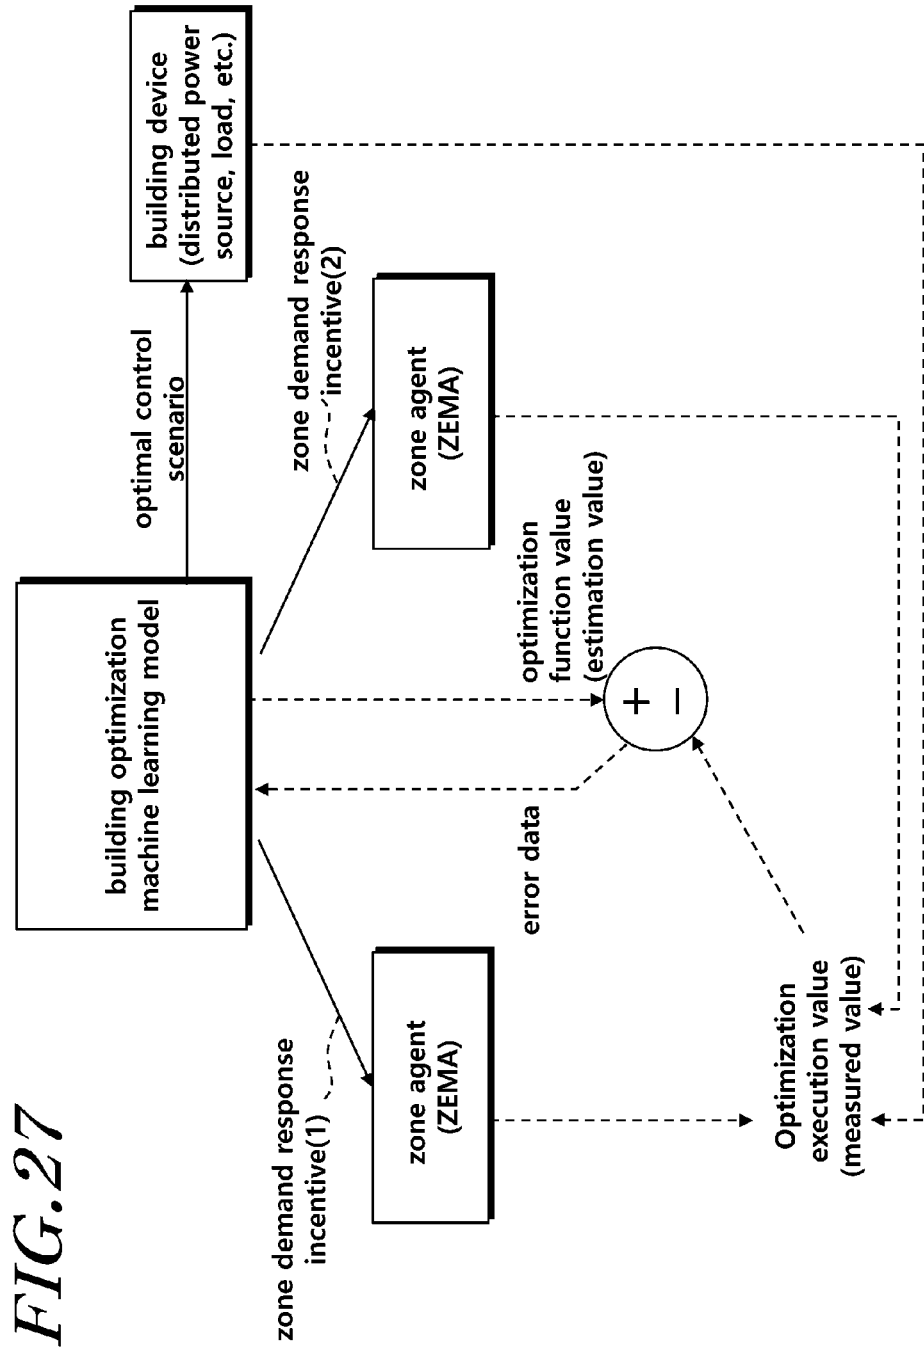 FIG.27
building optimization
machine learning model
optimal control
scenario
building device
(distributed power
source, load, etc.)
zone demand response
incentive(1)
zone demand response
incentive(2)
zone agent
(ZEMA)
zone agent
(ZEMA)
error data
optimization
function value
(estimation value)
+
−
Optimization
execution value
(measured value)